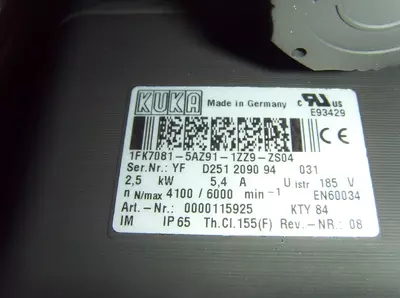 KUKA Made in Germany c RU US
E93429
1FK7081-5AZ91-1ZZ9-ZS04
Ser.Nr.: YF D251 2090 94 031
2,5 kW 5,4 A U istr 185 V
n N/max 4100 / 6000 min-1 EN60034
Art.-Nr.: 0000115925 KTY 84
IM IP 65 Th.Cl.155(F) Rev.-NR.: 08